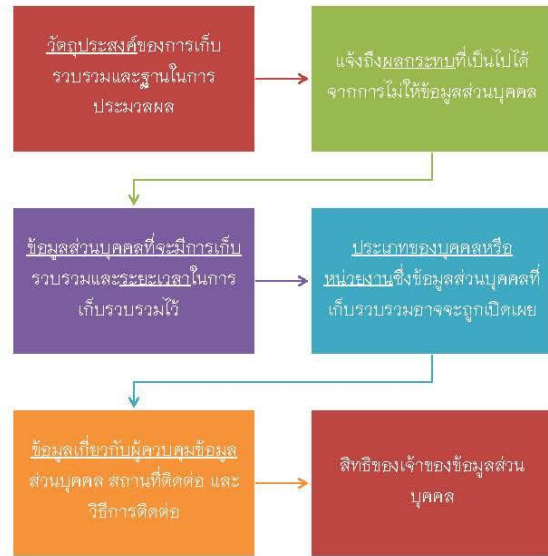 วัตถุประสงค์ของการเก็บ
รวบรวมและฐานในการ
ประมวลผล
แจ้งถึงผลกระทบที่เป็นไปได้
จากการไม่ให้ข้อมูลส่วนบุคคล
ข้อมูลส่วนบุคคลที่จะมีการเก็บ
รวบรวมและระยะเวลาในการ
เก็บรวบรวมไว้
ประเภทของบุคคลหรือ
หน่วยงานซึ่งข้อมูลส่วนบุคคลที่
เก็บรวบรวมอาจจะถูกเปิดเผย
ข้อมูลเกี่ยวกับผู้ควบคุมข้อมูล
ส่วนบุคคล สถานที่ติดต่อ และ
วิธีการติดต่อ
สิทธิของเจ้าของข้อมูลส่วน
บุคคล